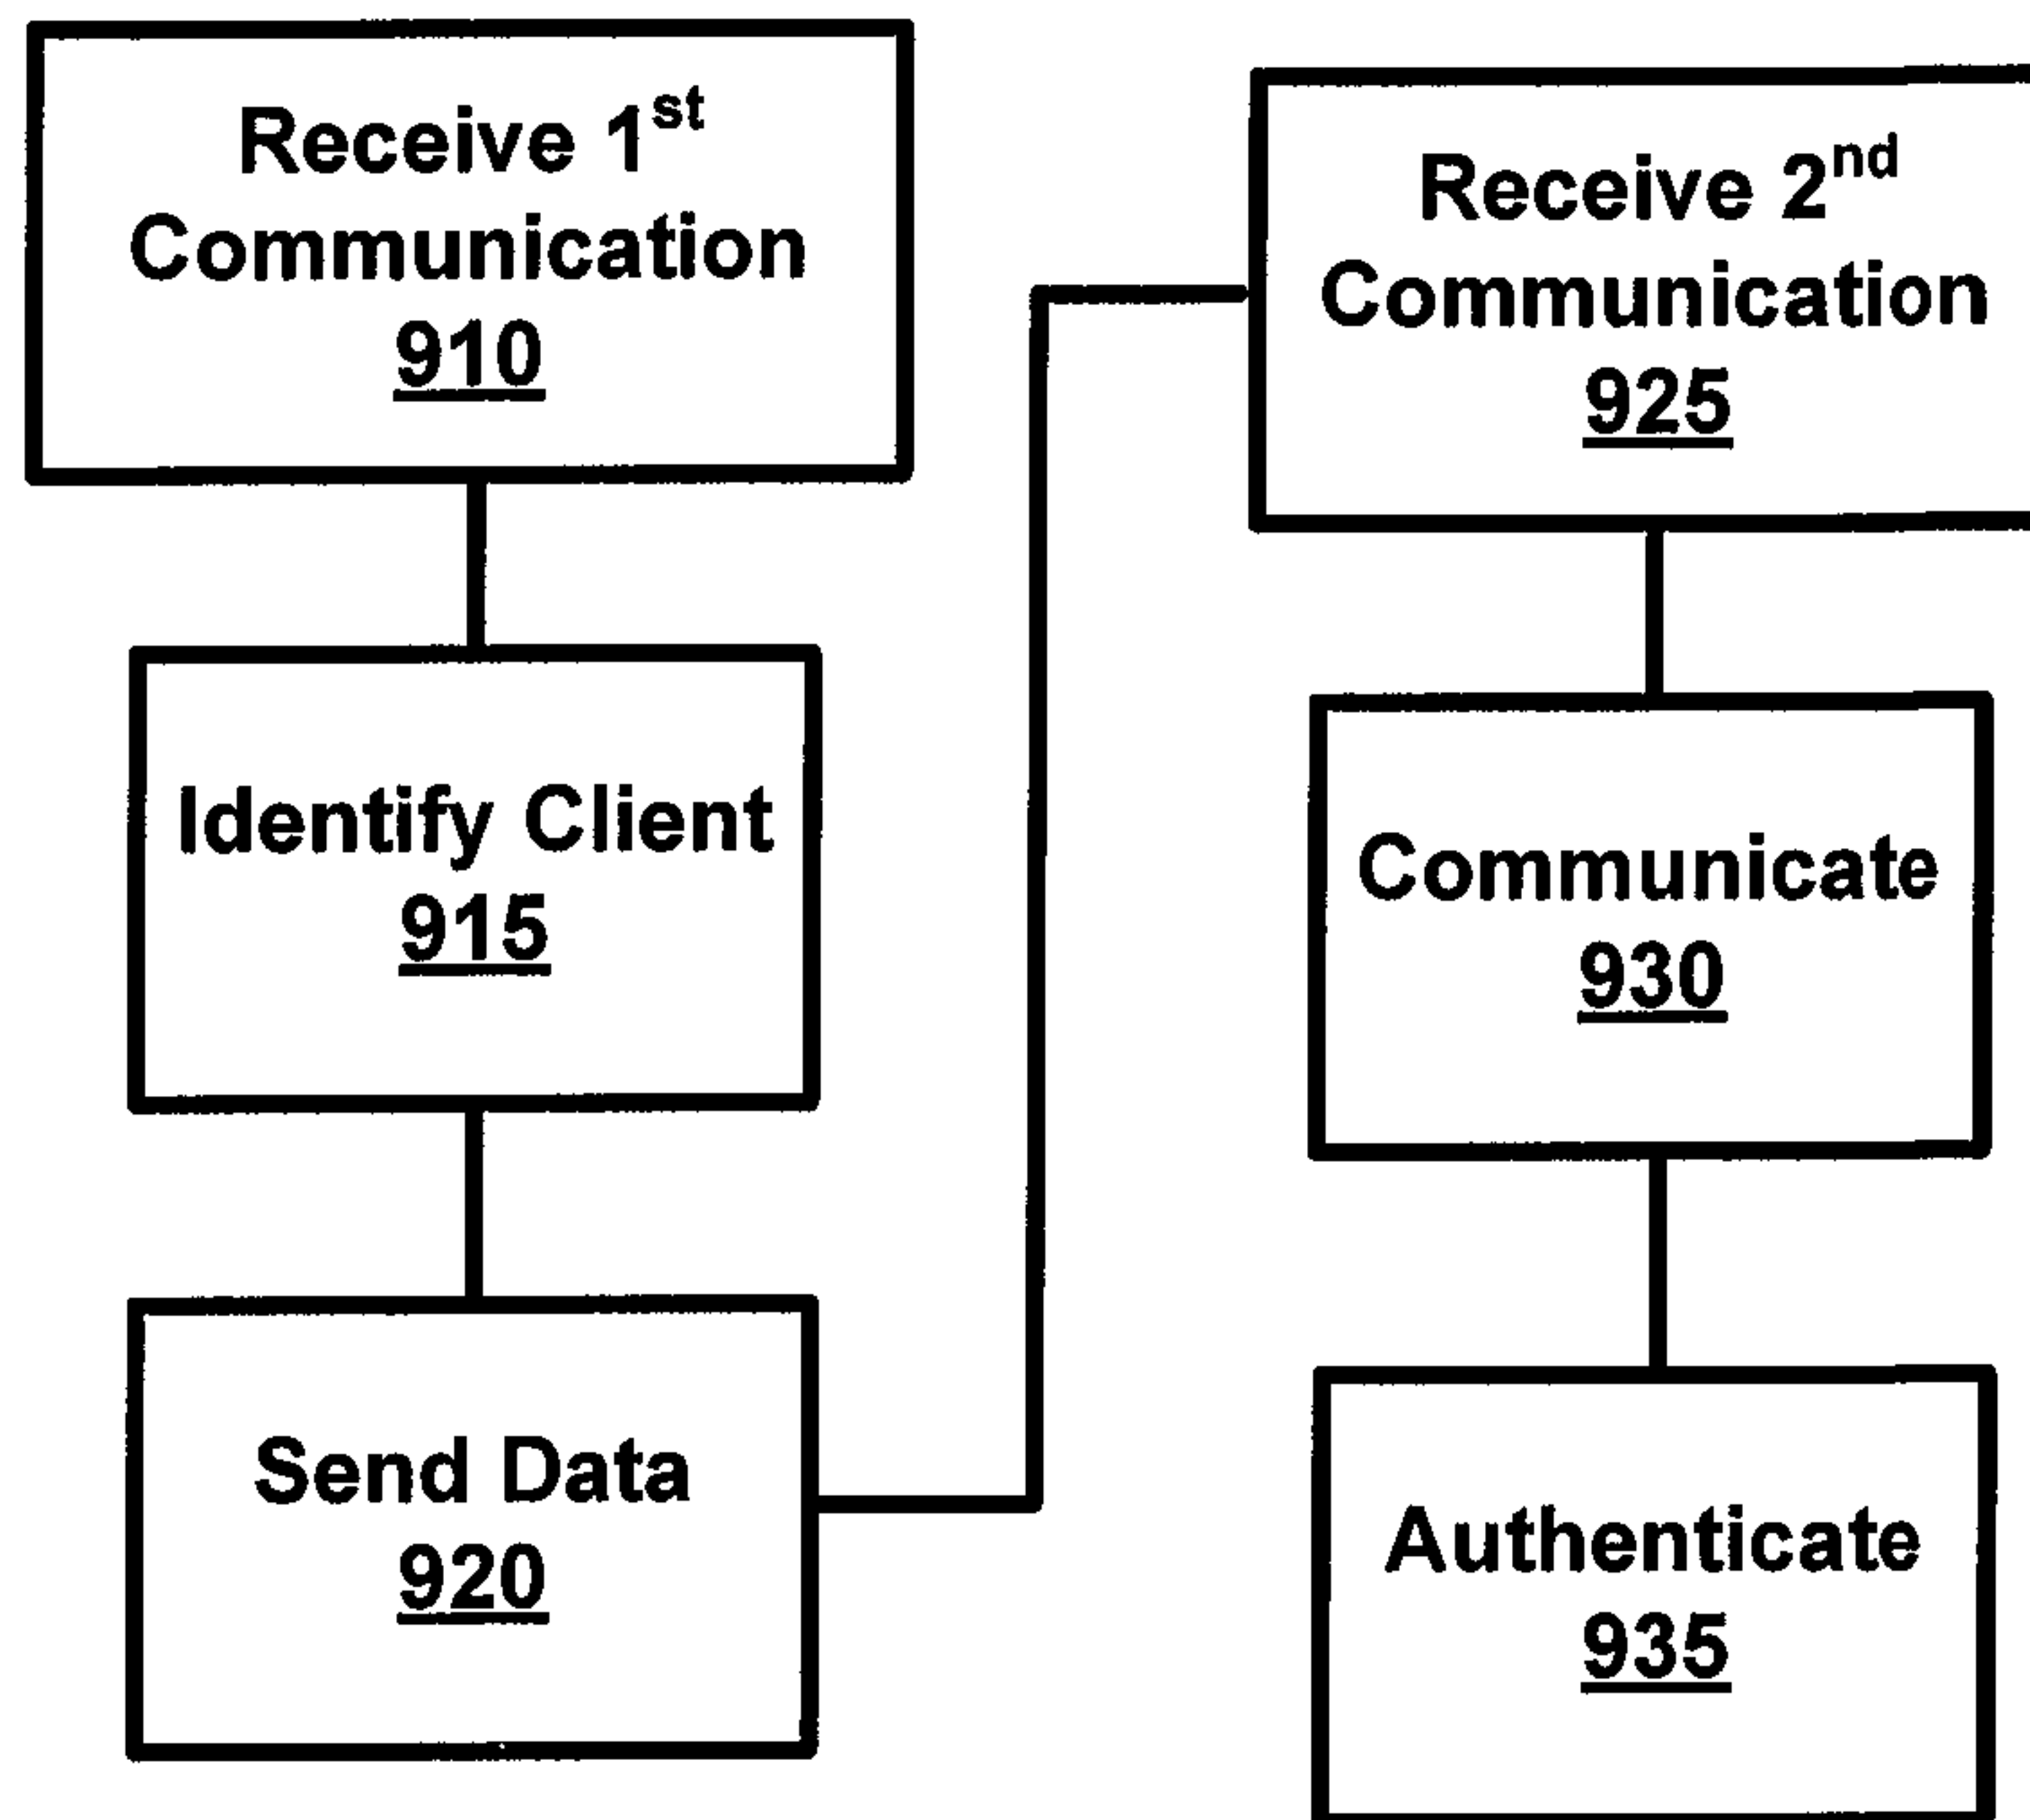 Receive 1st
Communication
910
Identify Client
915
Send Data
920
Receive 2nd
Communication
925
Communicate
930
Authenticate
935